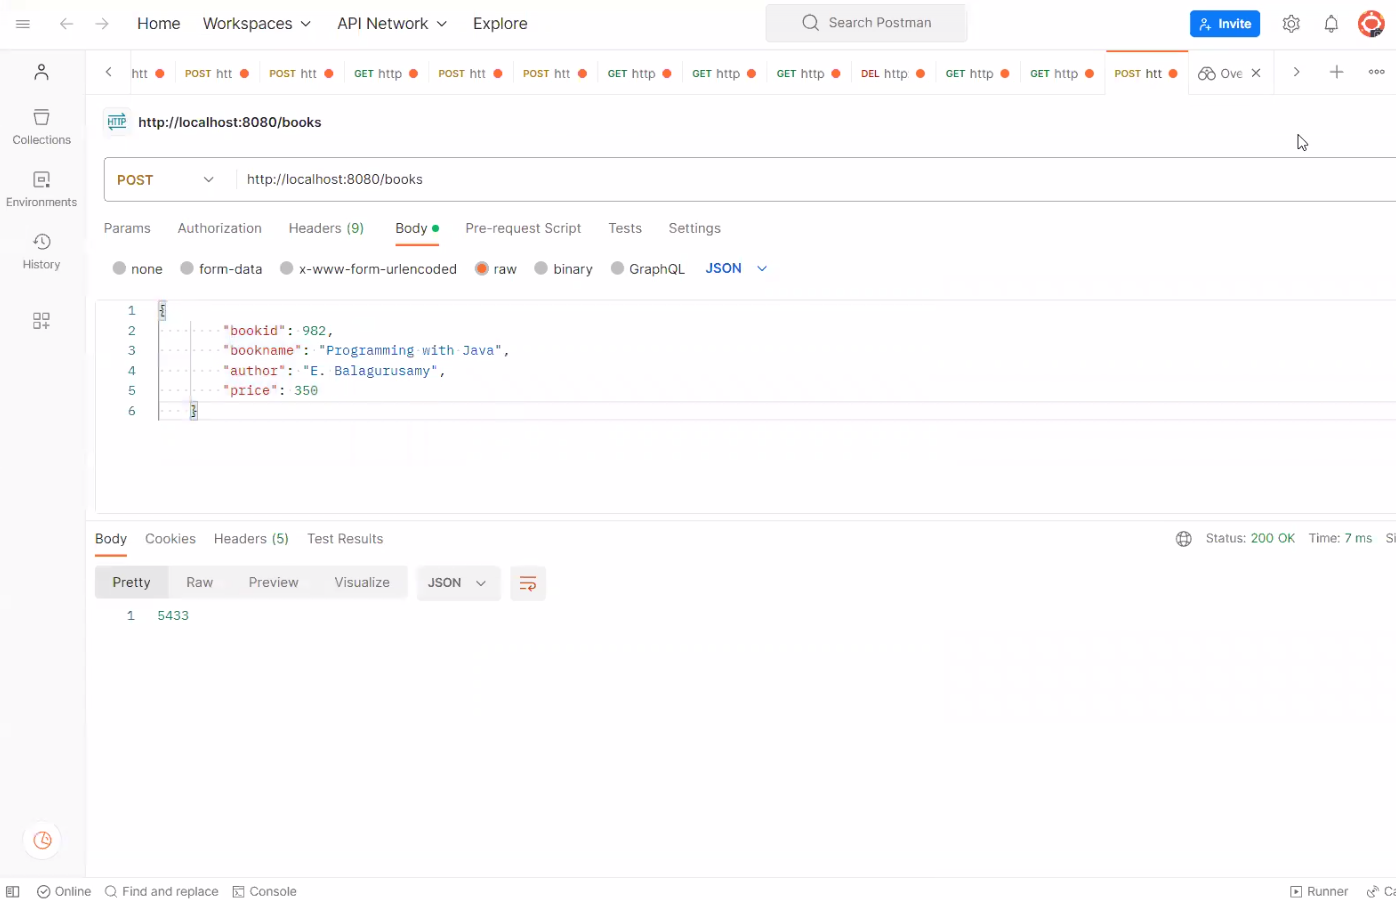 Home Workspaces API Network Explore Search Postman Invite
htt POST htt POST htt GET http POST htt POST htt GET http GET http GET http DEL http GET http GET http POST htt Ove
HTTP http://localhost:8080/books
Collections
POST http://localhost:8080/books
Environments
Params Authorization Headers (9) Body Pre-request Script Tests Settings
History
none form-data x-www-form-urlencoded raw binary GraphQL JSON
1 {
2 "bookid": 982,
3 "bookname": "Programming with Java",
4 "author": "E. Balagurusamy",
5 "price": 350
6 }
Body Cookies Headers (5) Test Results Status: 200 OK Time: 7 ms Si
Pretty Raw Preview Visualize JSON
1 5433
Online Find and replace Console Runner Ca